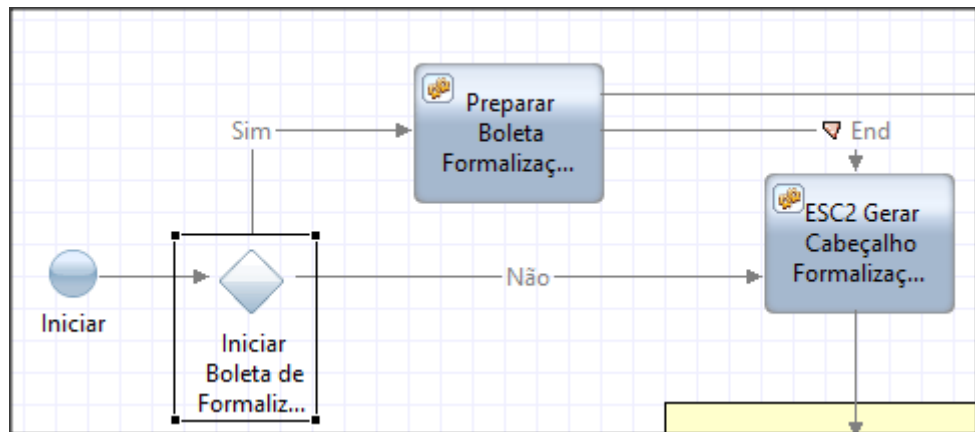 Preparar
Boleta
Formalizaç...
Sim
End
ESC2 Gerar
Cabeçalho
Formalizaç...
Não
Iniciar
Iniciar
Boleta de
Formaliz...